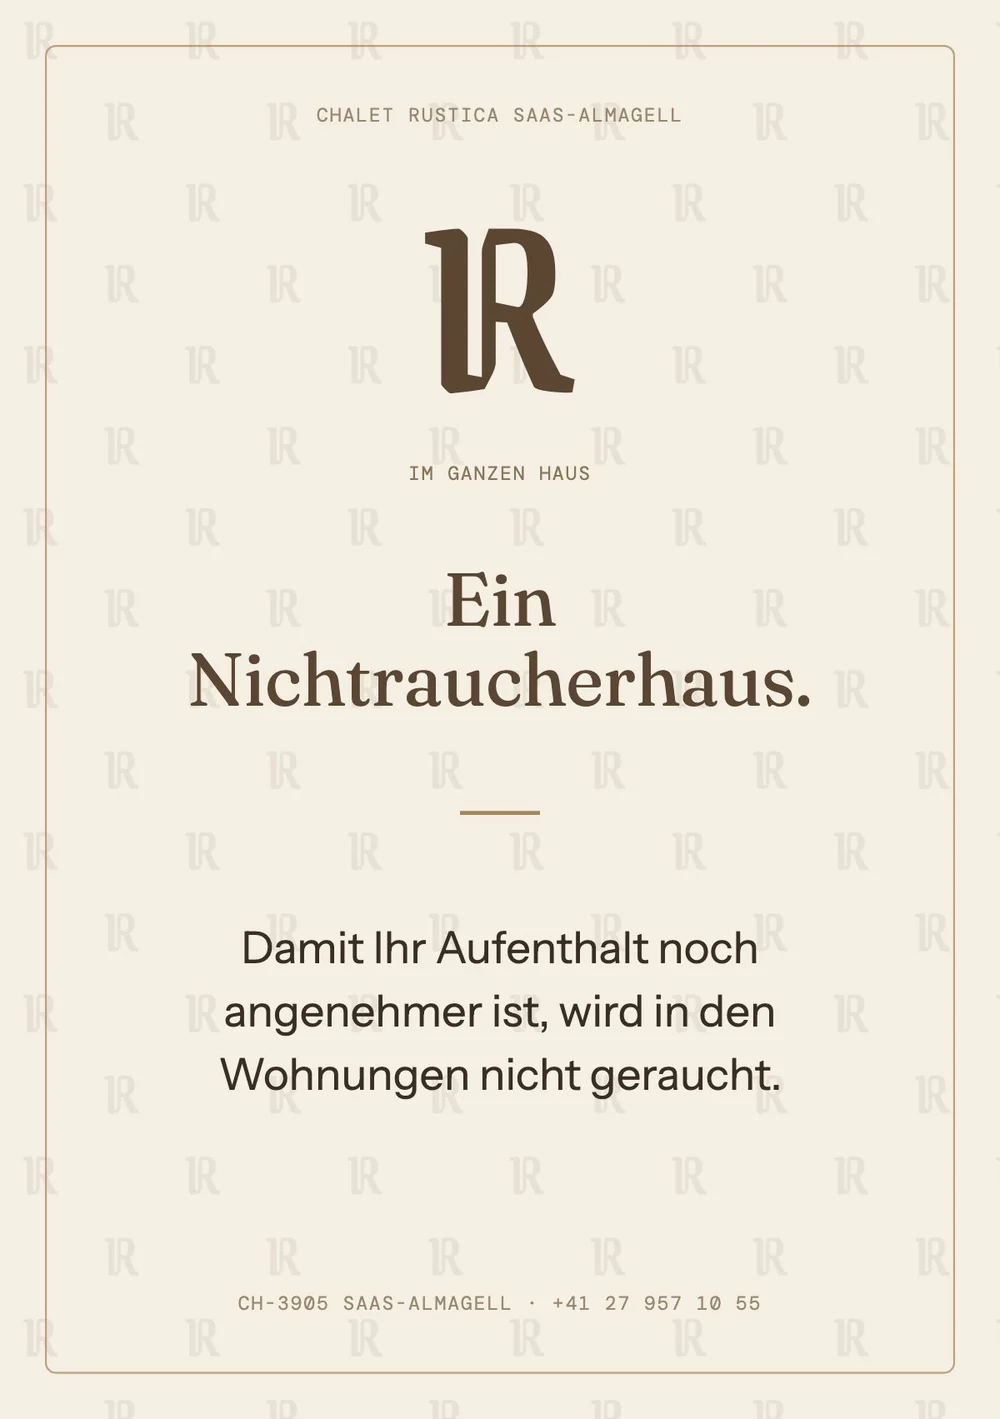 CHALET RUSTICA SAAS-ALMAGELL
R
IM GANZEN HAUS
Ein
Nichtraucherhaus.
Damit Ihr Aufenthalt noch
angenehmer ist, wird in den
Wohnungen nicht geraucht.
CH-3905 SAAS-ALMAGELL · +41 27 957 10 55